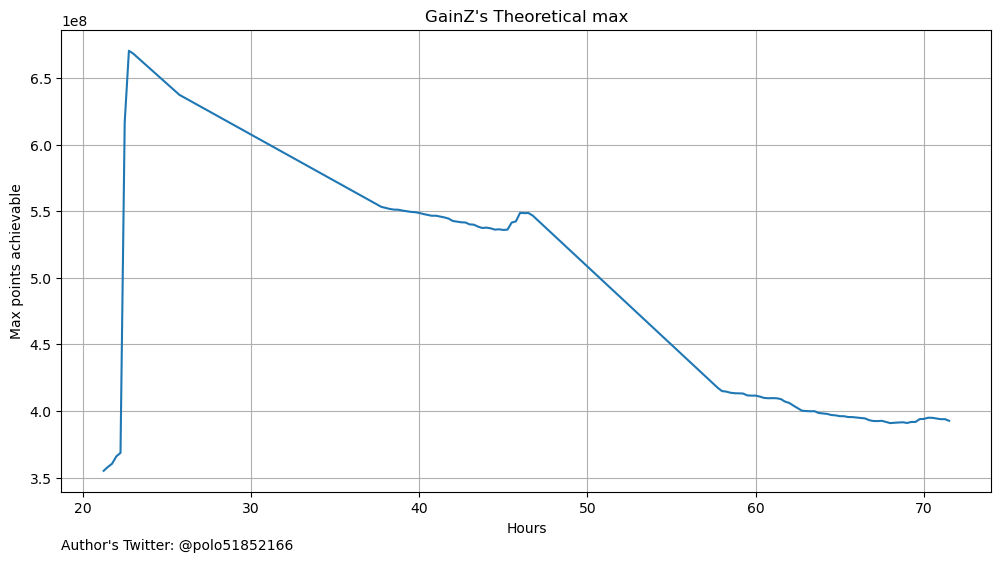 GainZ's Theoretical max
1e8
6.5
6.0
5.5
5.0
4.5
4.0
3.5
Max points achievable
20 30 40 50 60 70
Hours
Author's Twitter: @polo51852166